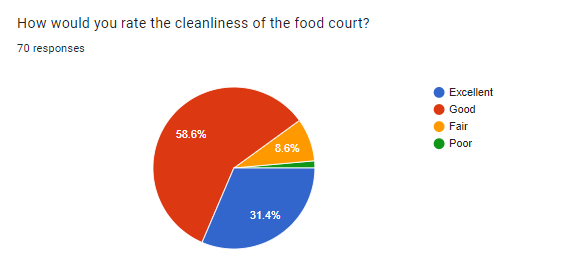 How would you rate the cleanliness of the food court?
70 responses
58.6%
8.6%
31.4%
Excellent
Good
Fair
Poor